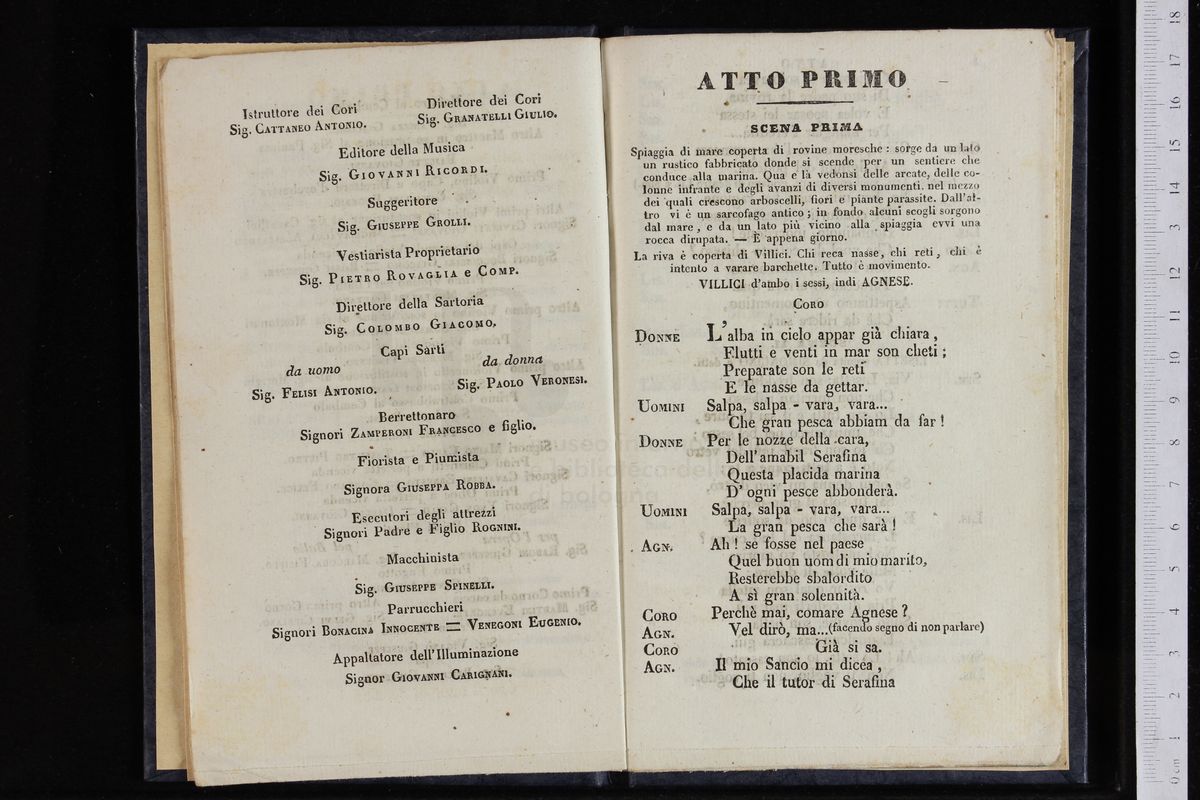 Istruttore dei Cori
Sig. CATTANEO ANTONIO.
Direttore dei Cori
Sig. GRANATELLI GIULIO.
Editore della Musica
Sig. GIOVANNI RICORDI.
Suggeritore
Sig. GIUSEPPE GROLLI.
Vestiarista Proprietario
Sig. PIETRO ROVAGLIA e COMP.
Direttore della Sartoria
Sig. COLOMBO GIACOMO.
Capi Sarti
da uomo
Sig. FELISI ANTONIO.
da donna
Sig. PAOLO VERONESI.
Berrettonaro
Signori ZAMPERONI FRANCESCO e figlio.
Fiorista e Piumista
Signora GIUSEPPA ROBBA.
Esecutori degli attrezzi
Signori Padre e Figlio ROGNINI.
Macchinista
Sig. GIUSEPPE SPINELLI.
Parrucchieri
Signori BONACINA INNOCENTE = VENEGONI EUGENIO.
Appaltatore dell'Illuminazione
Signor GIOVANNI CARIGNANI.
ATTO PRIMO
SCENA PRIMA
Spiaggia di mare coperta di rovine moresche : sorge da un lato
un rustico fabbricato donde si scende per un sentiere che
conduce alla marina. Qua e là vedonsi delle arcate, delle co-
lonne infrante e degli avanzi di diversi monumenti, nel mezzo
dei quali crescono arboscelli, fiori e piante parassite. Dall'al-
tro vi è un sarcofago antico ; in fondo alcuni scogli sorgono
dal mare , e da un lato più vicino alla spiaggia evvi una
rocca dirupata. — È appena giorno.
La riva è coperta di Villici. Chi reca nasse, chi reti , chi è
intento a varare barchette. Tutto è movimento.
VILLICI d'ambo i sessi, indi AGNESE.
CORO
DONNE L'alba in cielo appar già chiara ,
Flutti e venti in mar son cheti ;
Preparate son le reti
E le nasse da gettar.
UOMINI Salpa, salpa - vara, vara...
Che gran pesca abbiam da far !
DONNE Per le nozze della cara,
Dell' amabil Serafina
Questa placida marina
D' ogni pesce abbonderà.
UOMINI Salpa, salpa - vara, vara...
La gran pesca che sarà !
AGN. Ah ! se fosse nel paese
Quel buon uom di mio marito,
Resterebbe sbalordito
A sì gran solennità.
CORO Perchè mai, comare Agnese ?
AGN. Vel dirò, ma...(facendo segno di non parlare)
CORO Già si sa.
AGN. Il mio Sancio mi dicea ,
Che il tutor di Serafina